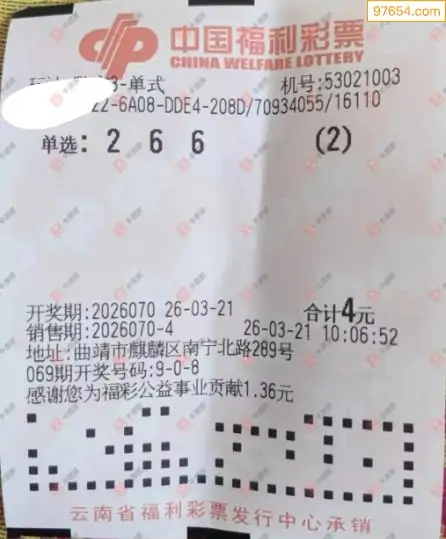 97654.com
中国福利彩票
CHINA WELFARE LOTTERY
3-单式 机号:53021003
22-6A08-DDE4-208D/70934055/16110
单选: 2 6 6 (2)
开奖期:2026070 26-03-21 合计4元
销售期:2026070-4 26-03-21 10:06:52
地址:曲靖市麒麟区南宁北路289号
069期开奖号码:9-0-8
感谢您为福彩公益事业贡献1.36元
云南省福利彩票发行中心承销